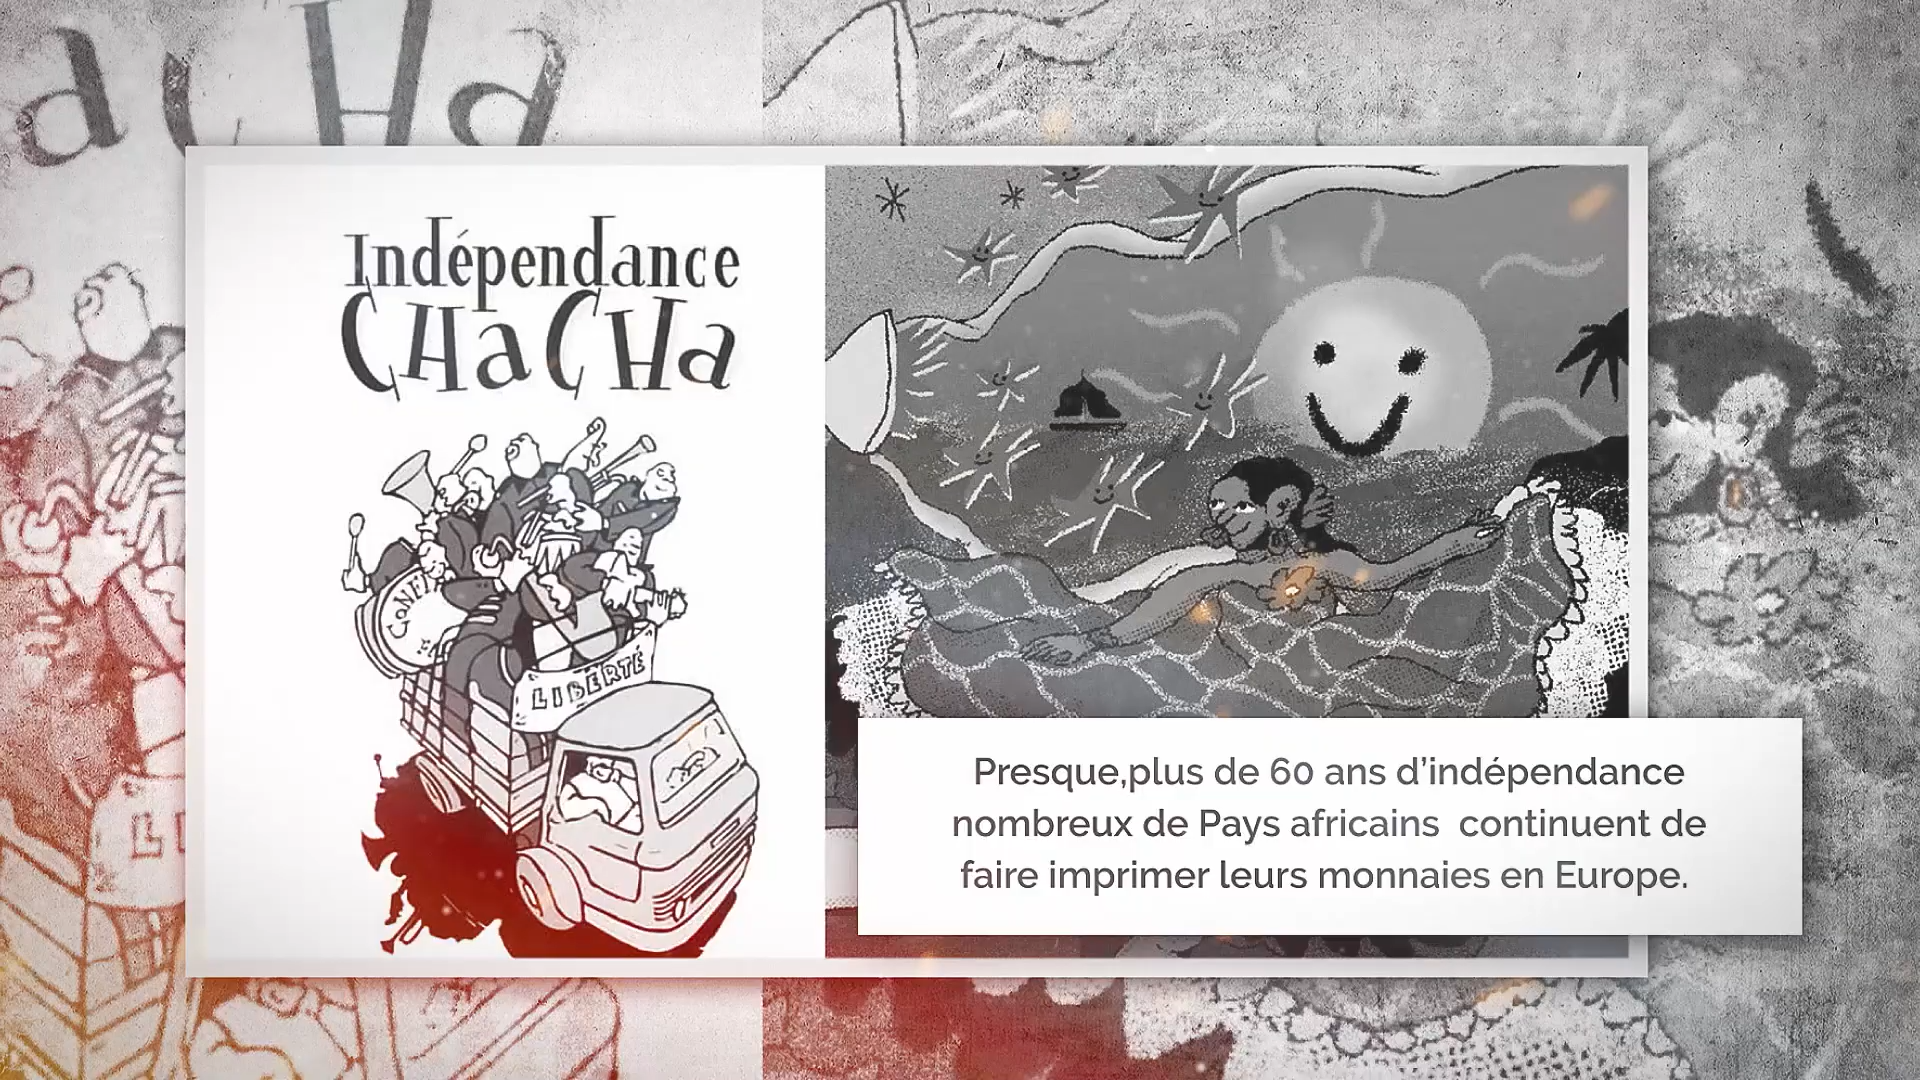 aCHa
Indépendance
CHaCHa
LIBERTÉ
Presque,plus de 60 ans d'indépendance
nombreux de Pays africains  continuent de
faire imprimer leurs monnaies en Europe.